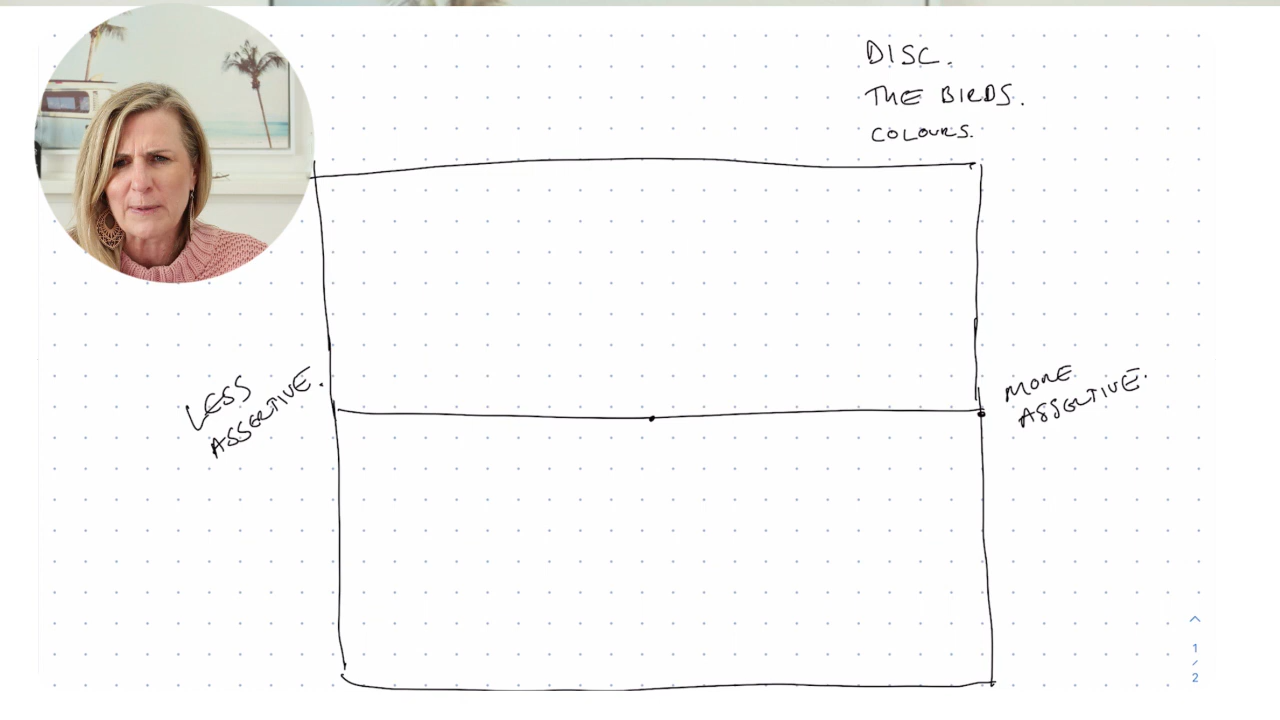 DISC.
THE BIRDS.
COLOURS.
LESS
ASSERTIVE.
MORE
ASSERTIVE.
1
/
2